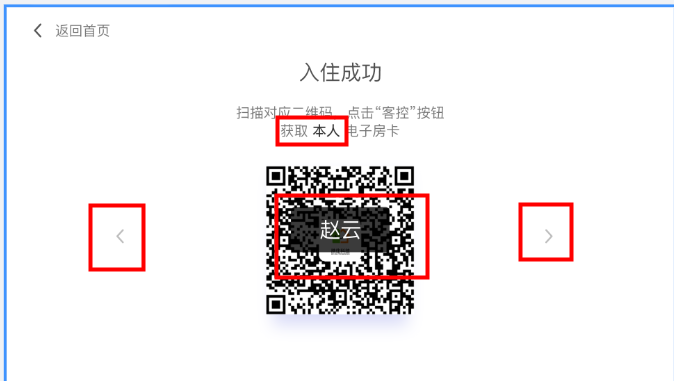 返回首页
入住成功
扫描对应二维码，点击“客控”按钮
获取 本人 电子房卡
赵云